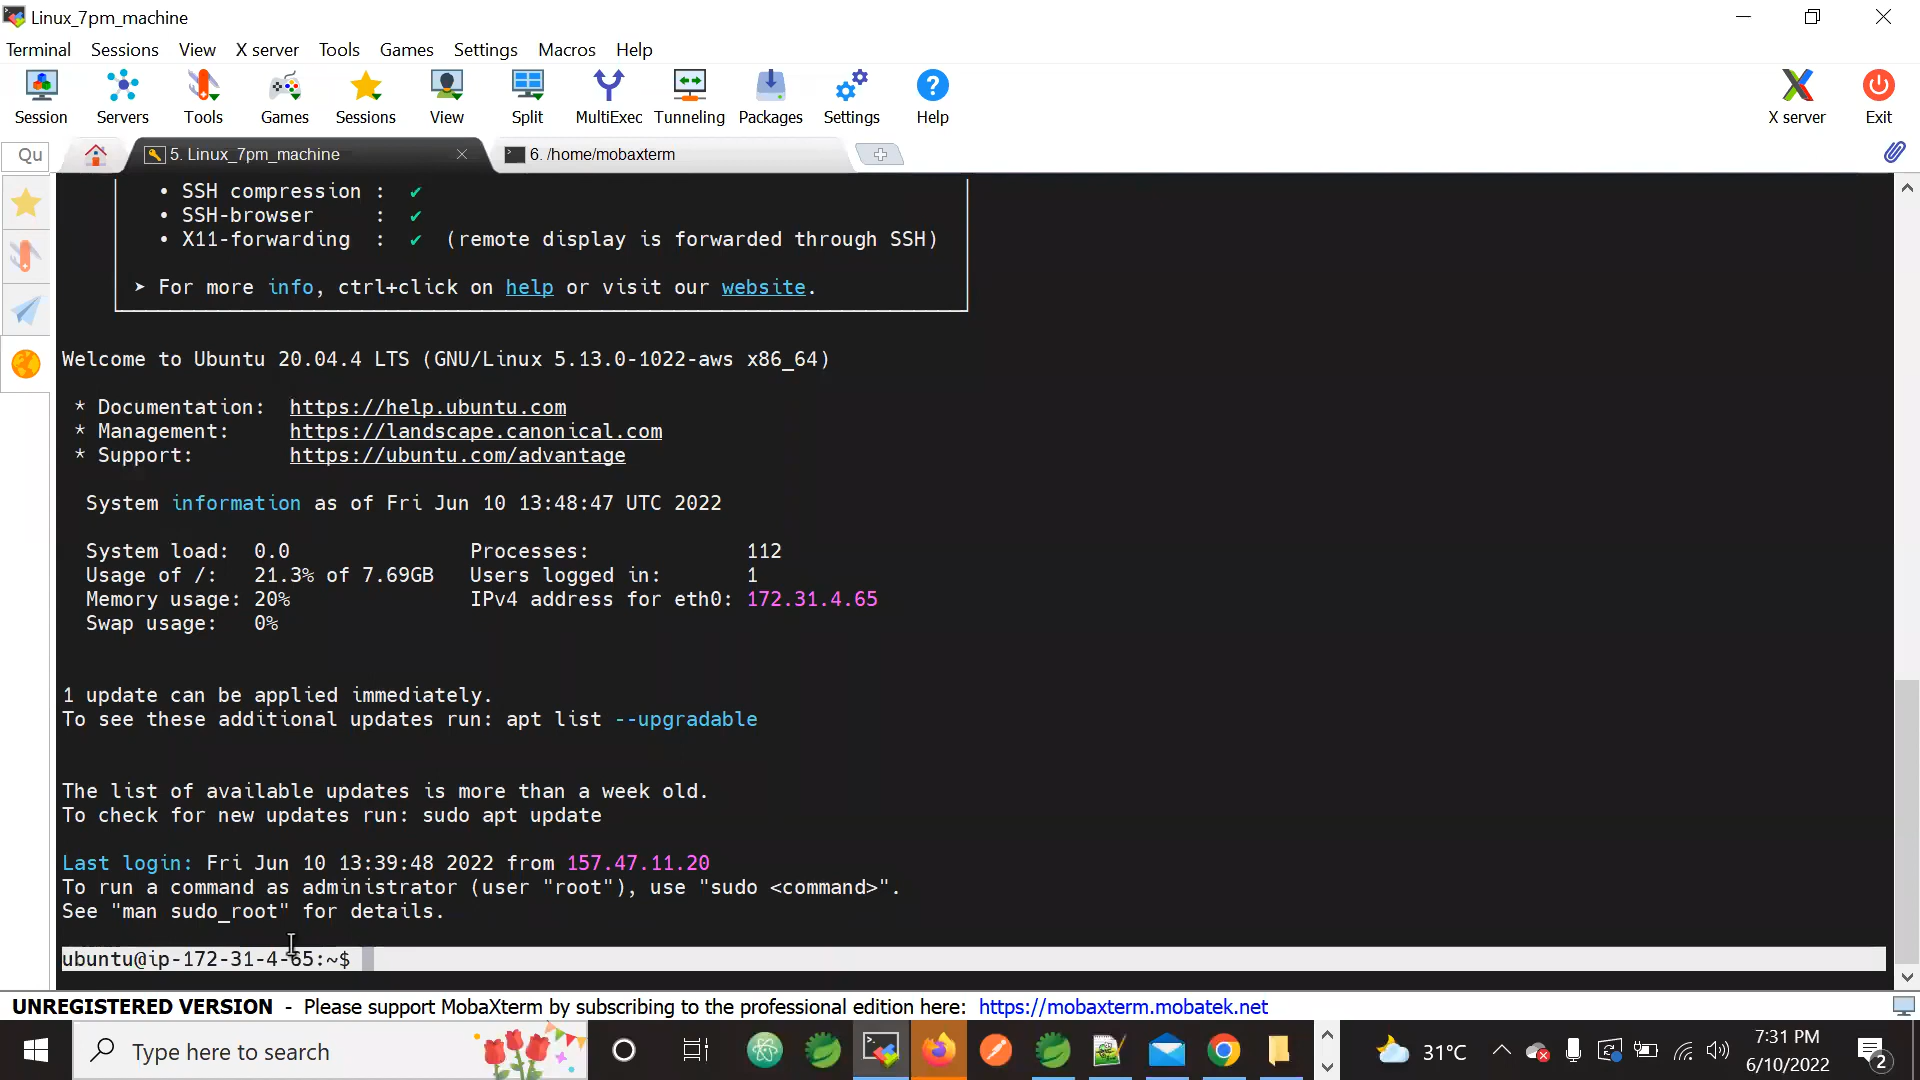 Linux_7pm_machine
Terminal Sessions View X server Tools Games Settings Macros Help
Session Servers Tools Games Sessions View Split MultiExec Tunneling Packages Settings Help X server Exit
Qu 5. Linux_7pm_machine 6. /home/mobaxterm
• SSH compression : ✔
• SSH-browser : ✔
• X11-forwarding : ✔ (remote display is forwarded through SSH)
➤ For more info, ctrl+click on help or visit our website.
Welcome to Ubuntu 20.04.4 LTS (GNU/Linux 5.13.0-1022-aws x86_64)
* Documentation: https://help.ubuntu.com
* Management: https://landscape.canonical.com
* Support: https://ubuntu.com/advantage
System information as of Fri Jun 10 13:48:47 UTC 2022
System load: 0.0 Processes: 112
Usage of /: 21.3% of 7.69GB Users logged in: 1
Memory usage: 20% IPv4 address for eth0: 172.31.4.65
Swap usage: 0%
1 update can be applied immediately.
To see these additional updates run: apt list --upgradable
The list of available updates is more than a week old.
To check for new updates run: sudo apt update
Last login: Fri Jun 10 13:39:48 2022 from 157.47.11.20
To run a command as administrator (user "root"), use "sudo <command>".
See "man sudo_root" for details.
ubuntu@ip-172-31-4-65:~$
UNREGISTERED VERSION - Please support MobaXterm by subscribing to the professional edition here: https://mobaxterm.mobatek.net
Type here to search
31°C
7:31 PM
6/10/2022
2